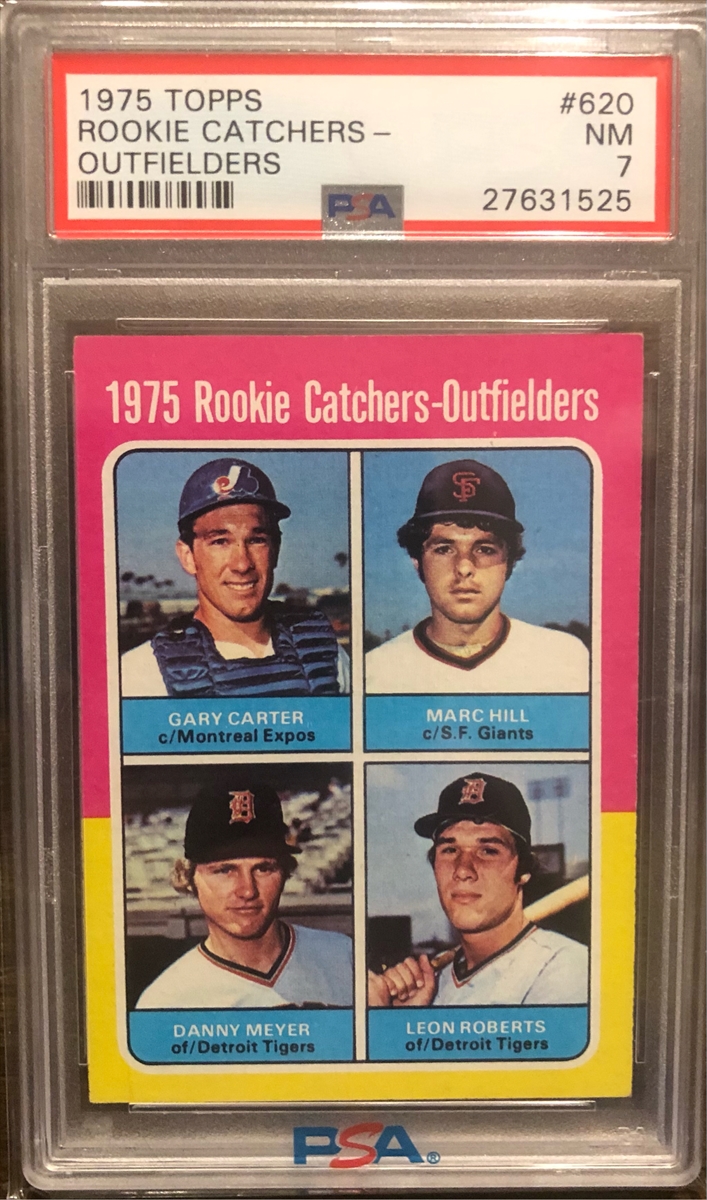 1975 TOPPS #620
ROOKIE CATCHERS- NM
OUTFIELDERS 7
PSA 27631525
1975 Rookie Catchers-Outfielders
SF
GARY CARTER
c/Montreal Expos
MARC HILL
c/S.F. Giants
D
D
DANNY MEYER
of/Detroit Tigers
LEON ROBERTS
of/Detroit Tigers
PSA®